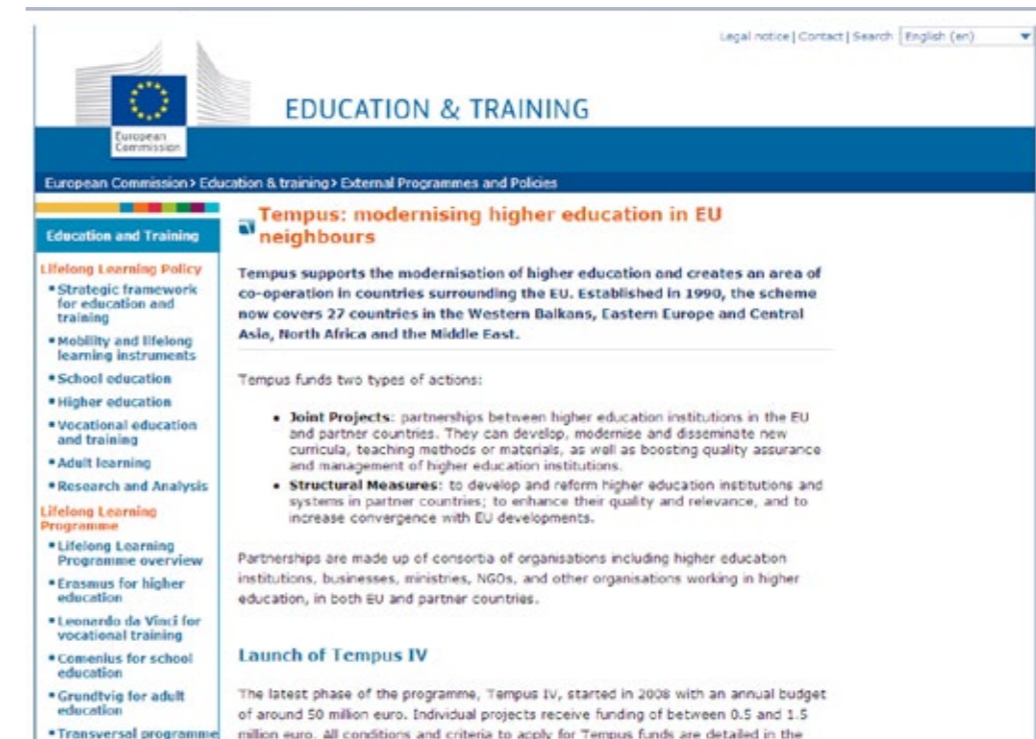 Legal notice | Contact | Search English (en)
EDUCATION & TRAINING
European
Commission
European Commission > Education & training > External Programmes and Policies
Education and Training
Lifelong Learning Policy
Strategic framework
for education and
training
Mobility and lifelong
learning instruments
School education
Higher education
Vocational education
and training
Adult learning
Research and Analysis
Lifelong Learning
Programme
Lifelong Learning
Programme overview
Erasmus for higher
education
Leonardo da Vinci for
vocational training
Comenius for school
education
Grundtvig for adult
education
Transversal programme
Tempus: modernising higher education in EU
neighbours
Tempus supports the modernisation of higher education and creates an area of
co-operation in countries surrounding the EU. Established in 1990, the scheme
now covers 27 countries in the Western Balkans, Eastern Europe and Central
Asia, North Africa and the Middle East.
Tempus funds two types of actions:
Joint Projects: partnerships between higher education institutions in the EU
and partner countries. They can develop, modernise and disseminate new
curricula, teaching methods or materials, as well as boosting quality assurance
and management of higher education institutions.
Structural Measures: to develop and reform higher education institutions and
systems in partner countries; to enhance their quality and relevance, and to
increase convergence with EU developments.
Partnerships are made up of consortia of organisations including higher education
institutions, businesses, ministries, NGOs, and other organisations working in higher
education, in both EU and partner countries.
Launch of Tempus IV
The latest phase of the programme, Tempus IV, started in 2008 with an annual budget
of around 50 million euro. Individual projects receive funding of between 0.5 and 1.5
million euro. All conditions and criteria to apply for Tempus funds are detailed in the